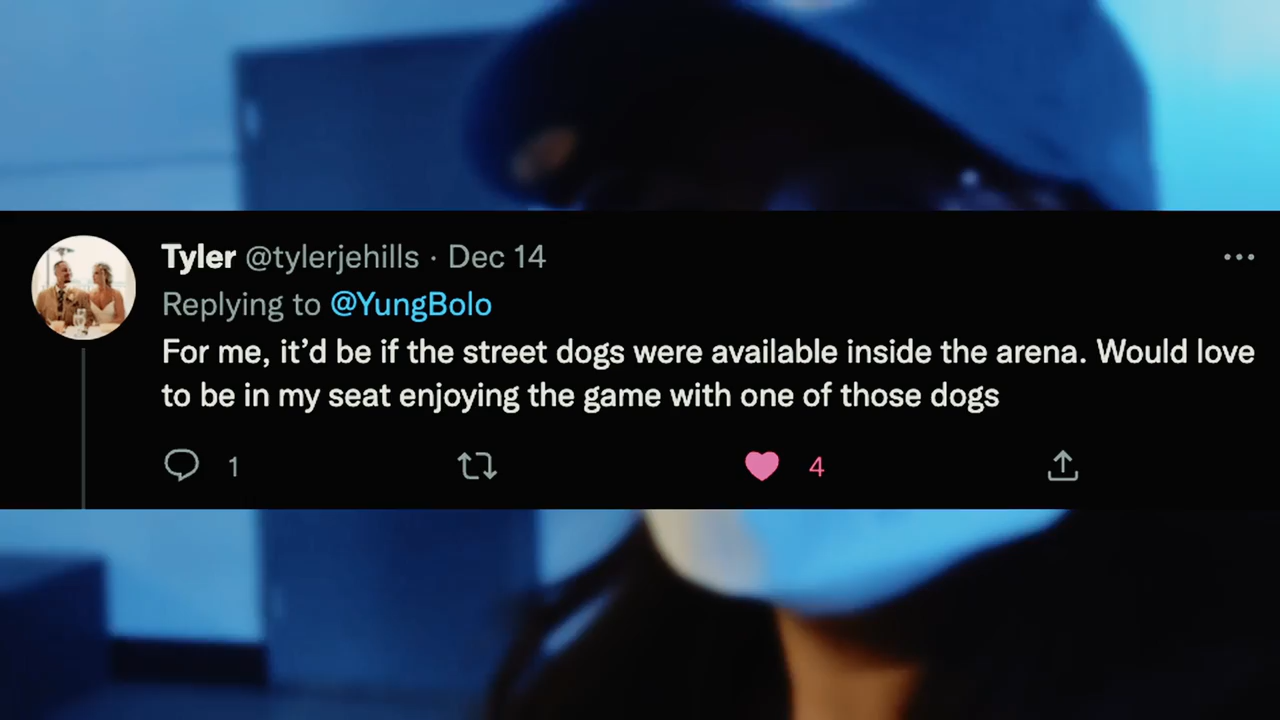 Tyler @tylerjehills · Dec 14
Replying to @YungBolo
For me, it’d be if the street dogs were available inside the arena. Would love
to be in my seat enjoying the game with one of those dogs
1 4